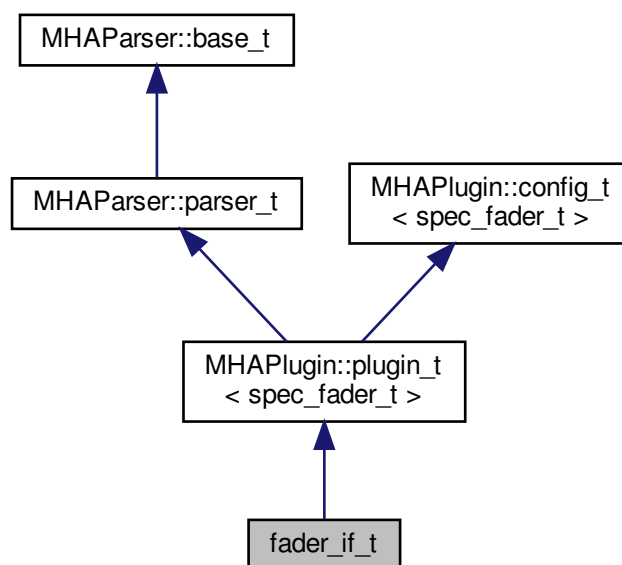 MHAParser::base_t
MHAParser::parser_t
MHAPlugin::config_t
< spec_fader_t >
MHAPlugin::plugin_t
< spec_fader_t >
fader_if_t